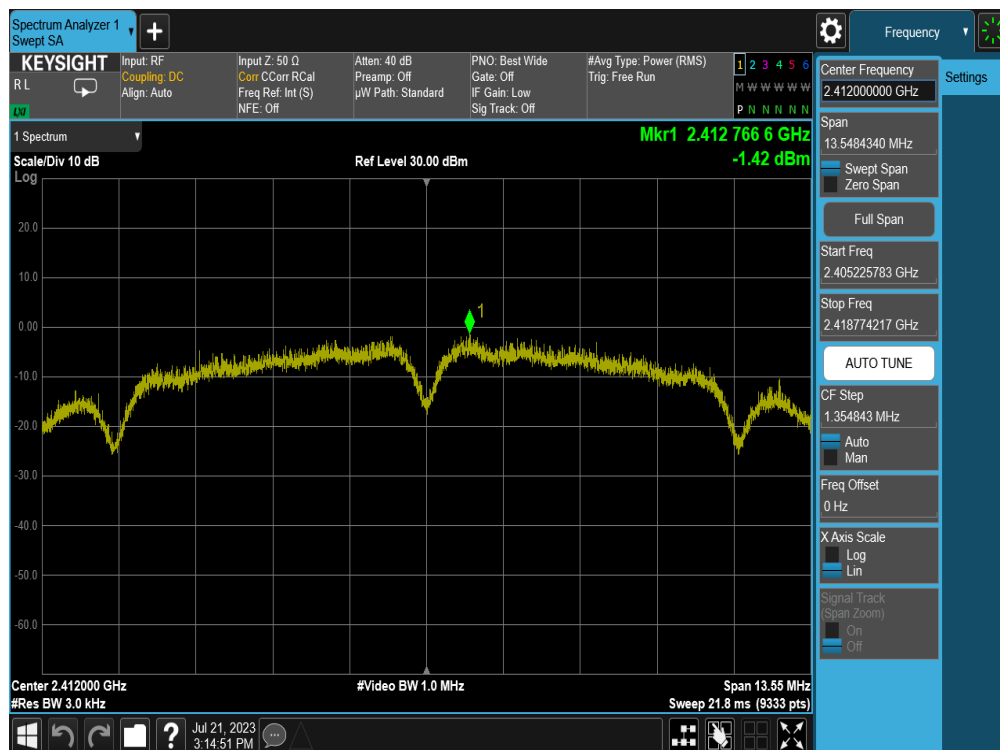 Spectrum Analyzer 1
Swept SA
+
Frequency
KEYSIGHT
R L
LXI
Input: RF
Coupling: DC
Align: Auto
Input Z: 50 Ω
Corr CCorr RCal
Freq Ref: Int (S)
NFE: Off
Atten: 40 dB
Preamp: Off
µW Path: Standard
PNO: Best Wide
Gate: Off
IF Gain: Low
Sig Track: Off
#Avg Type: Power (RMS)
Trig: Free Run
1 2 3 4 5 6
M W W W W W
P N N N N N
1 Spectrum
Scale/Div 10 dB
Log
Ref Level 30.00 dBm
Mkr1 2.412 766 6 GHz
-1.42 dBm
20.0
10.0
0.00
-10.0
-20.0
-30.0
-40.0
-50.0
-60.0
1
Center 2.412000 GHz
#Res BW 3.0 kHz
#Video BW 1.0 MHz
Span 13.55 MHz
Sweep 21.8 ms (9333 pts)
Center Frequency
2.412000000 GHz
Settings
Span
13.5484340 MHz
Swept Span
Zero Span
Full Span
Start Freq
2.405225783 GHz
Stop Freq
2.418774217 GHz
AUTO TUNE
CF Step
1.354843 MHz
Auto
Man
Freq Offset
0 Hz
X Axis Scale
Log
Lin
Signal Track
(Span Zoom)
On
Off
?
Jul 21, 2023
3:14:51 PM